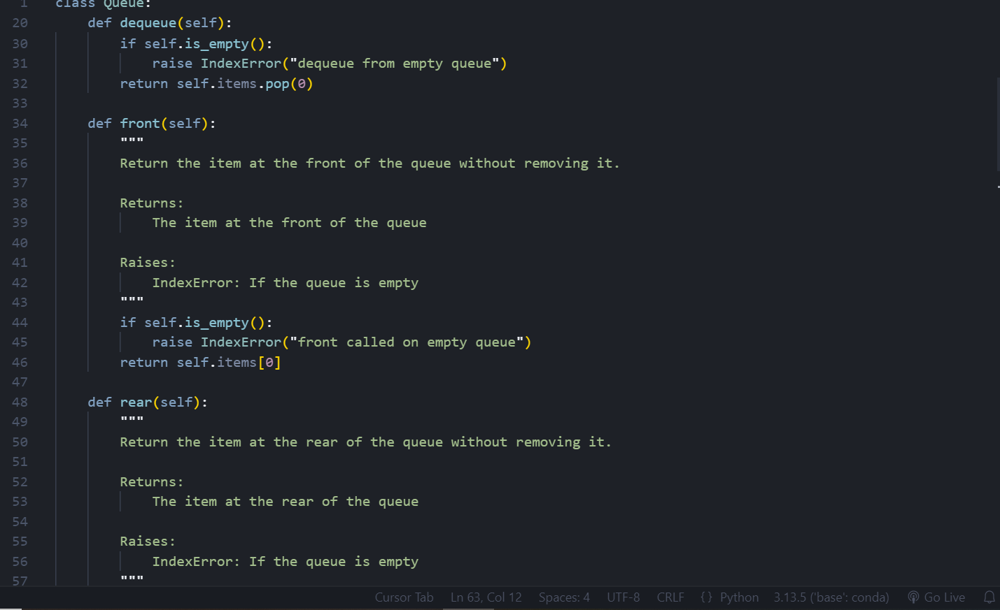 1 class Queue:
20     def dequeue(self):
30         if self.is_empty():
31             raise IndexError("dequeue from empty queue")
32         return self.items.pop(0)
33
34     def front(self):
35         """
36         Return the item at the front of the queue without removing it.
37
38         Returns:
39             The item at the front of the queue
40
41         Raises:
42             IndexError: If the queue is empty
43         """
44         if self.is_empty():
45             raise IndexError("front called on empty queue")
46         return self.items[0]
47
48     def rear(self):
49         """
50         Return the item at the rear of the queue without removing it.
51
52         Returns:
53             The item at the rear of the queue
54
55         Raises:
56             IndexError: If the queue is empty
57         """
Cursor Tab Ln 63, Col 12 Spaces: 4 UTF-8 CRLF {} Python 3.13.5 ('base': conda) Go Live